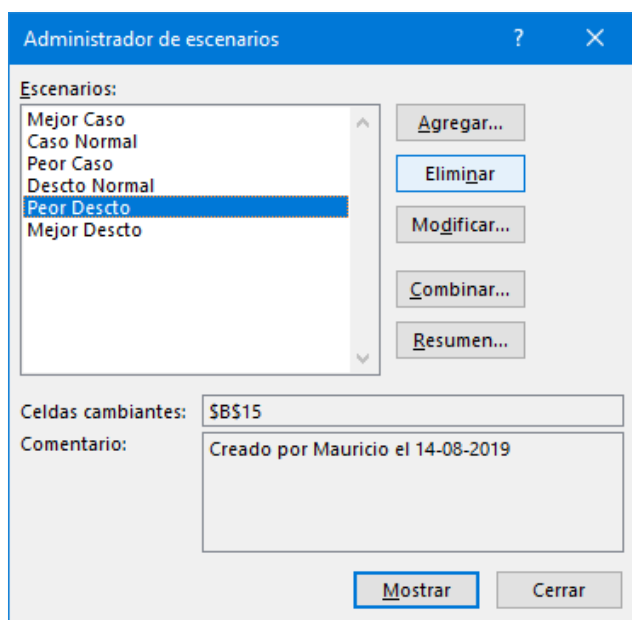 Administrador de escenarios ?
Escenarios:
Mejor Caso
Caso Normal
Peor Caso
Descto Normal
Peor Descto
Mejor Descto
Agregar...
Eliminar
Modificar...
Combinar...
Resumen...
Celdas cambiantes: $B$15
Comentario: Creado por Mauricio el 14-08-2019
Mostrar Cerrar